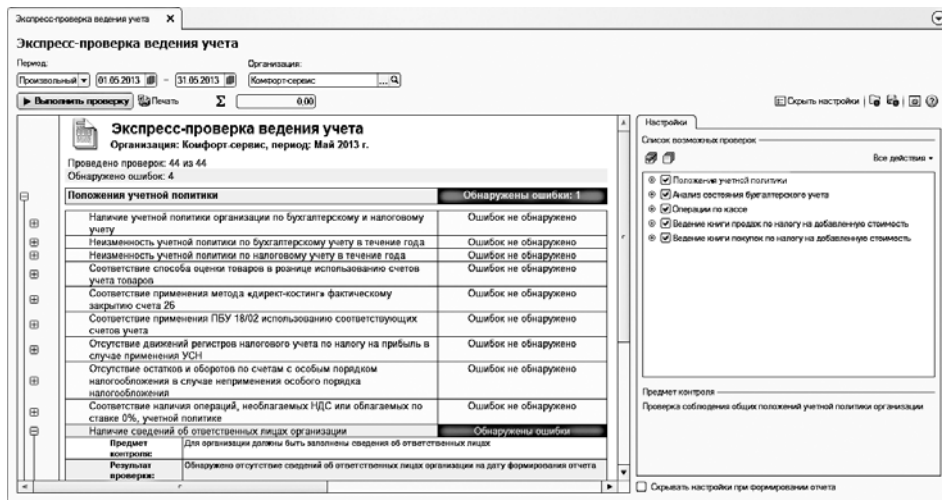 Экспресс-проверка ведения учета X
Экспресс-проверка ведения учета
Период: Организация:
Произвольный 01.05.2013 – 31.05.2013 Комфорт-сервис ...
Выполнить проверку Печать Σ 0,00 Скрыть настройки
Экспресс-проверка ведения учета
Организация: Комфорт-сервис, период: Май 2013 г.
Проведено проверок: 44 из 44
Обнаружено ошибок: 4
Положения учетной политики Обнаружены ошибки: 1
Наличие учетной политики организации по бухгалтерскому и налоговому Ошибок не обнаружено
учету
Неизменность учетной политики по бухгалтерскому учету в течение года Ошибок не обнаружено
Неизменность учетной политики по налоговому учету в течение года Ошибок не обнаружено
Соответствие способа оценки товаров в рознице использованию счетов Ошибок не обнаружено
учета товаров
Соответствие применения метода «директ-костинг» фактическому Ошибок не обнаружено
закрытию счета 26
Соответствие применения ПБУ 18/02 использованию соответствующих Ошибок не обнаружено
счетов учета
Отсутствие движений регистров налогового учета по налогу на прибыль в Ошибок не обнаружено
случае применения УСН
Отсутствие остатков и оборотов по счетам с особым порядком Ошибок не обнаружено
налогообложения в случае неприменения особого порядка
налогообложения
Соответствие наличия операций, необлагаемых НДС или облагаемых по Ошибок не обнаружено
ставке 0%, учетной политике
Наличие сведений об ответственных лицах организации Обнаружены ошибки
Предмет Для организации должны быть заполнены сведения об ответственных лицах
контроля:
Результат Обнаружено отсутствие сведений об ответственных лицах организации на дату формирования отчета
проверки:
Настройки
Список возможных проверок
Все действия
Положения учетной политики
Анализ состояния бухгалтерского учета
Операции по кассе
Ведение книги продаж по налогу на добавленную стоимость
Ведение книги покупок по налогу на добавленную стоимость
Предмет контроля
Проверка соблюдения общих положений учетной политики организации
Скрывать настройки при формировании отчета